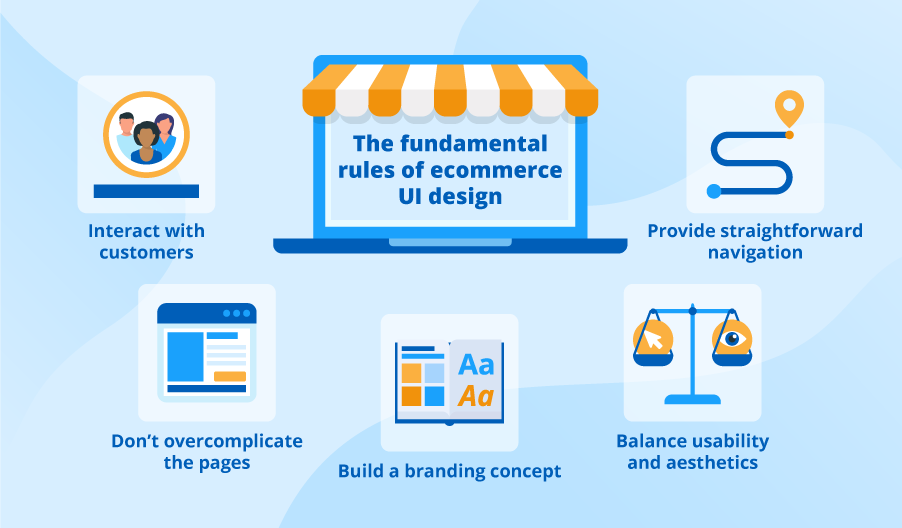 The fundamental
rules of ecommerce
UI design
Interact with
customers
Provide straightforward
navigation
Don’t overcomplicate
the pages
Aa
Aa
Build a branding concept
Balance usability
and aesthetics